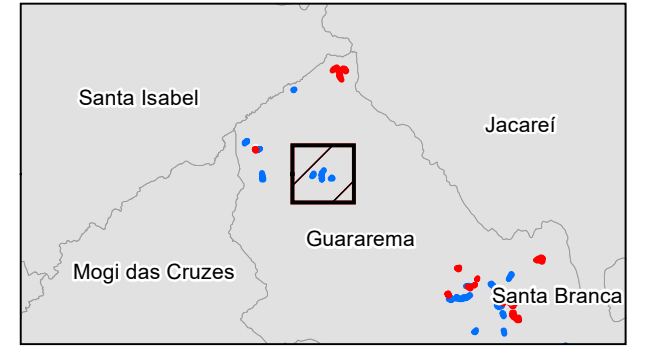 Santa Isabel
Jacareí
Guararema
Mogi das Cruzes
Santa Branca